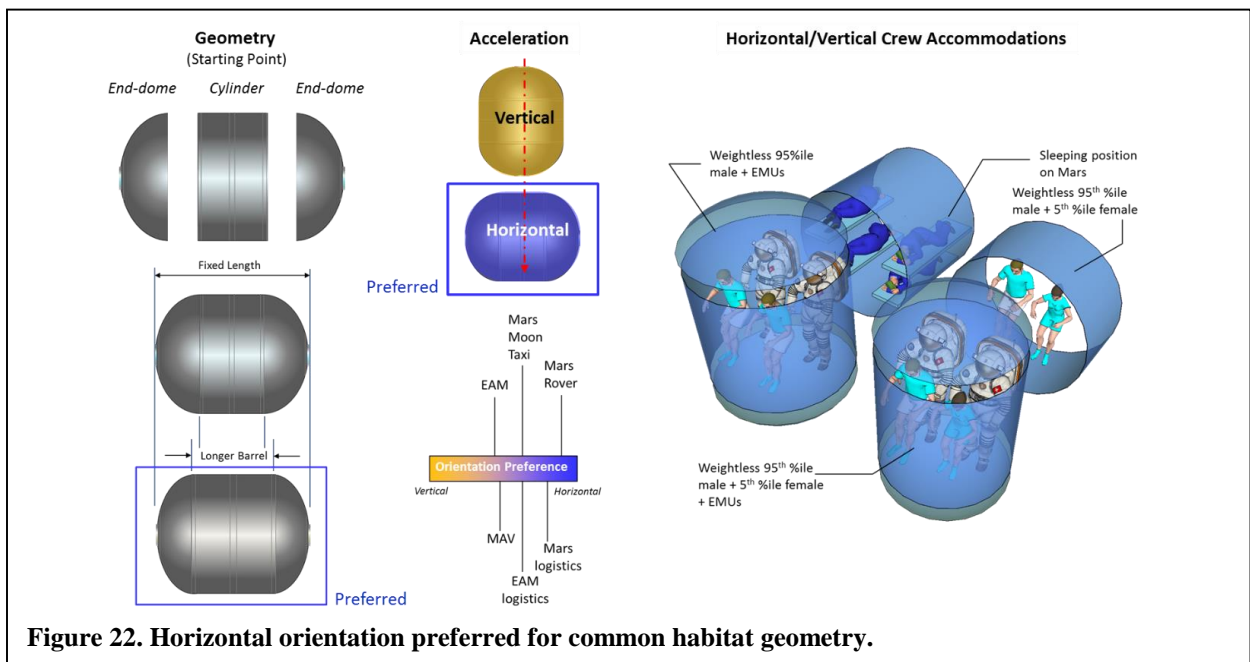 Geometry
(Starting Point)
End-dome
Cylinder
End-dome
Fixed Length
Longer Barrel
Preferred
Acceleration
Vertical
Horizontal
Preferred
Mars
Moon
Taxi
EAM
Mars
Rover
Orientation Preference
Vertical
Horizontal
MAV
EAM
logistics
Mars
logistics
Horizontal/Vertical Crew Accommodations
Weightless 95%ile
male + EMUs
Sleeping position
on Mars
Weightless 95th %ile
male + 5th %ile female
Weightless 95th %ile
male + 5th %ile female
+ EMUs
Figure 22. Horizontal orientation preferred for common habitat geometry.